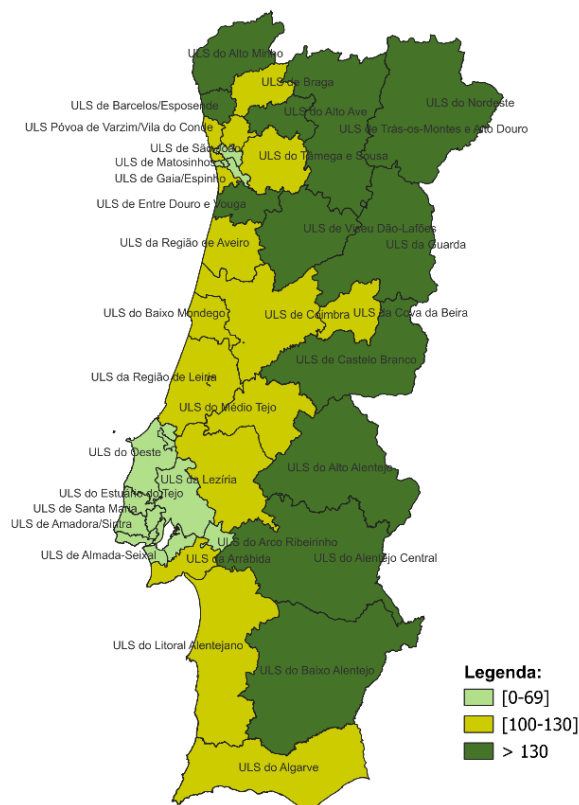 ULS do Alto Minho
ULS de Braga
ULS do Nordeste
ULS de Barcelos/Esposende
ULS do Alto Ave
ULS Póvoa de Varzim/Vila do Conde
ULS de Trás-os-Montes e Alto Douro
ULS de São João
ULS do Tâmega e Sousa
ULS de Matosinhos
ULS de Gaia/Espinho
ULS de Entre Douro e Vouga
ULS de Viseu Dão-Lafões
ULS da Região de Aveiro
ULS da Guarda
ULS do Baixo Mondego
ULS de Coimbra
ULS da Cova da Beira
ULS de Castelo Branco
ULS da Região de Leiria
ULS do Médio Tejo
ULS do Oeste
ULS do Alto Alentejo
ULS da Lezíria
ULS do Estuário do Tejo
ULS de Santa Maria
ULS de Amadora/Sintra
ULS do Arco Ribeirinho
ULS de Almada-Seixal
ULS da Arrábida
ULS do Alentejo Central
ULS do Litoral Alentejano
ULS do Baixo Alentejo
ULS do Algarve
Legenda:
[0-69]
[100-130]
> 130